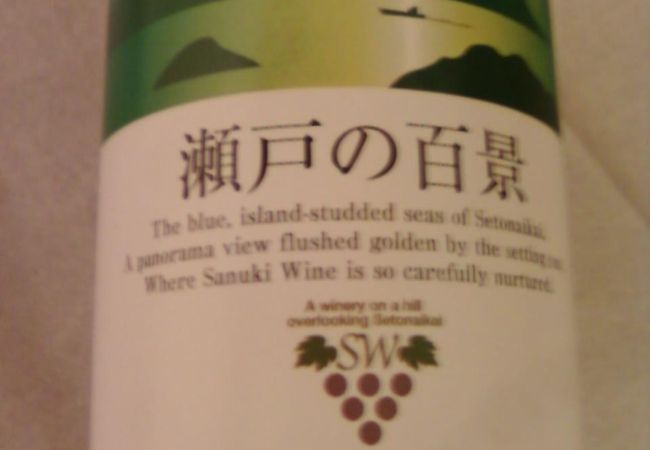 瀬戸の百景
The blue, island-studded seas of Setonaikai.
A panorama view flushed golden by the setting sun.
Where Sanuki Wine is so carefully nurtured.
A winery on a hill
overlooking Setonaikai
SW